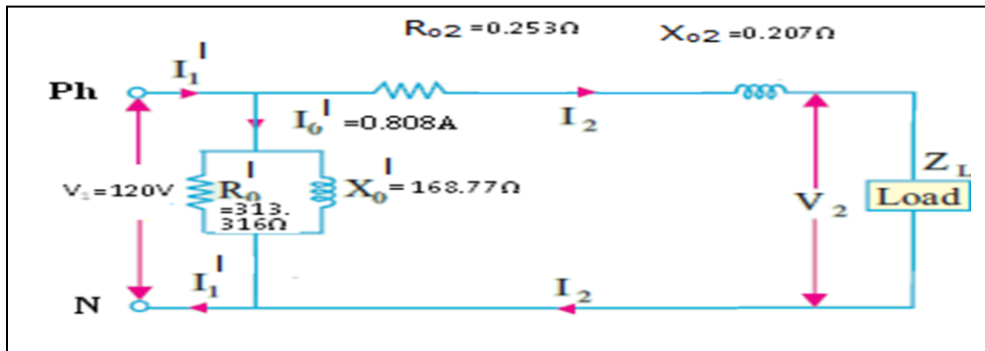 Ro2 =0.253Ω
Xo2 =0.207Ω
I1'
Ph
I0' =0.808A
I2
V1=120V
R0'
=313.
316Ω
X0' =168.77Ω
V2
ZL
Load
I1'
N
I2